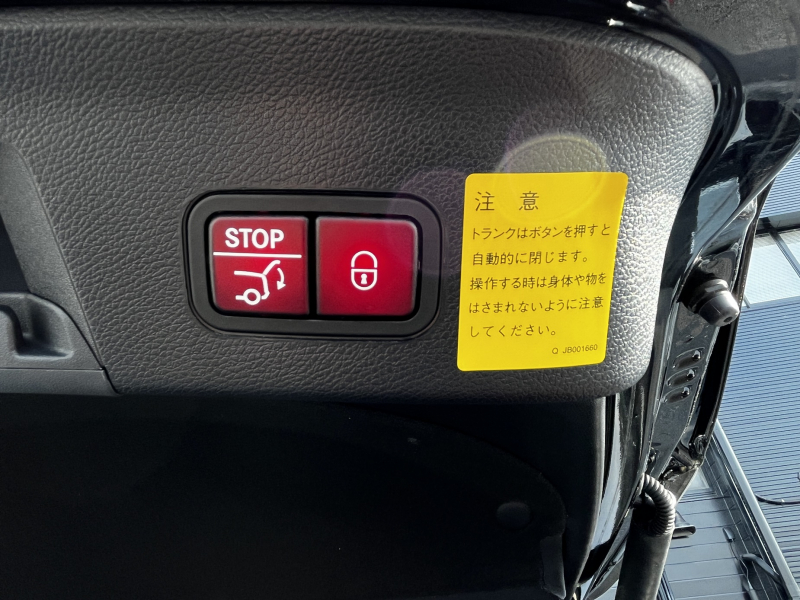 STOP
注 意
トランクはボタンを押すと
自動的に閉じます。
操作する時は身体や物を
はさまれないように注意
してください。
Q JB001660